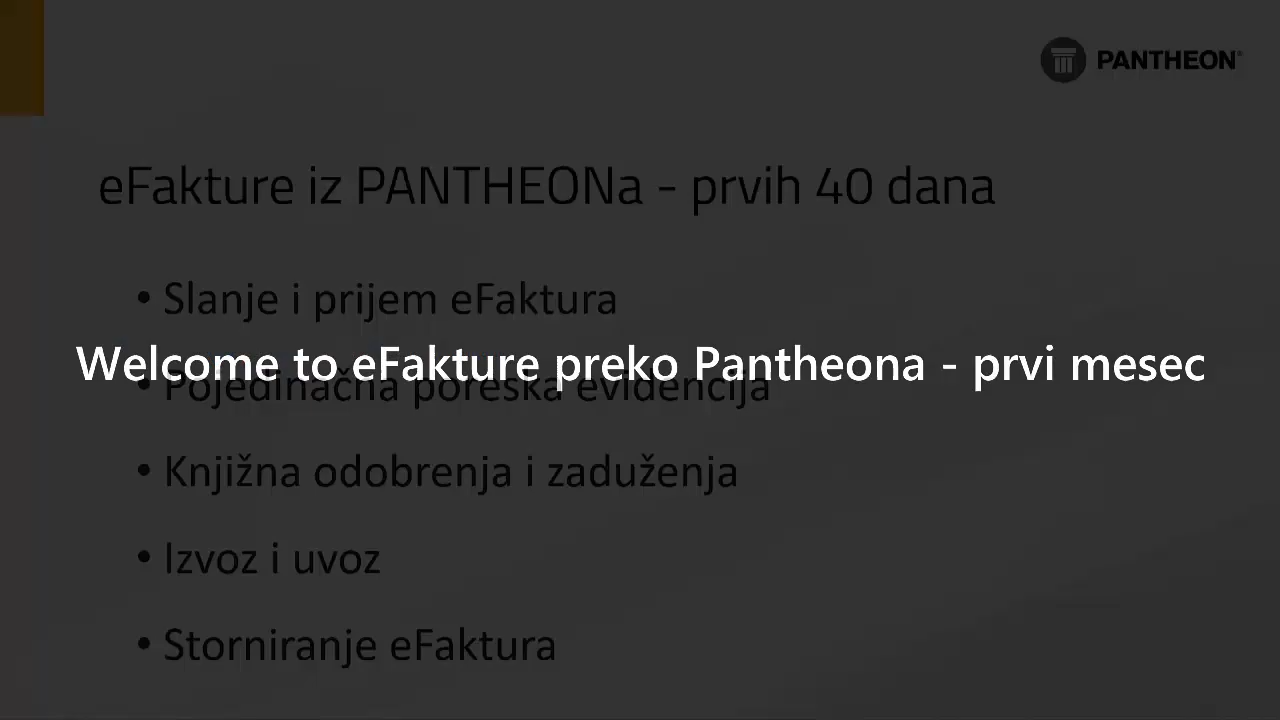 PANTHEON®
eFakture iz PANTHEONa - prvih 40 dana
• Slanje i prijem eFaktura
Welcome to eFakture preko Pantheona - prvi mesec
• Pojedinačna poreska evidencija
• Knjižna odobrenja i zaduženja
• Izvoz i uvoz
• Storniranje eFaktura